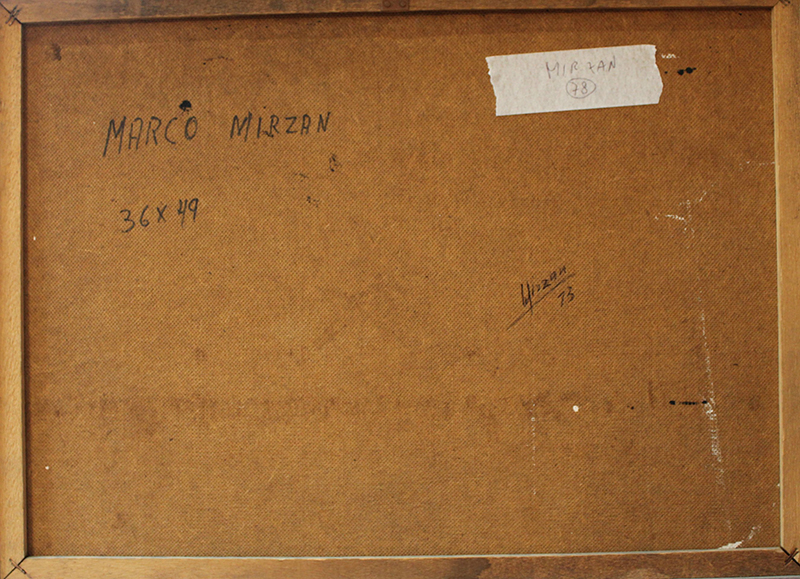 MIRZAN
78
MARCO MIRZAN
36 x 49
Mirzan
73